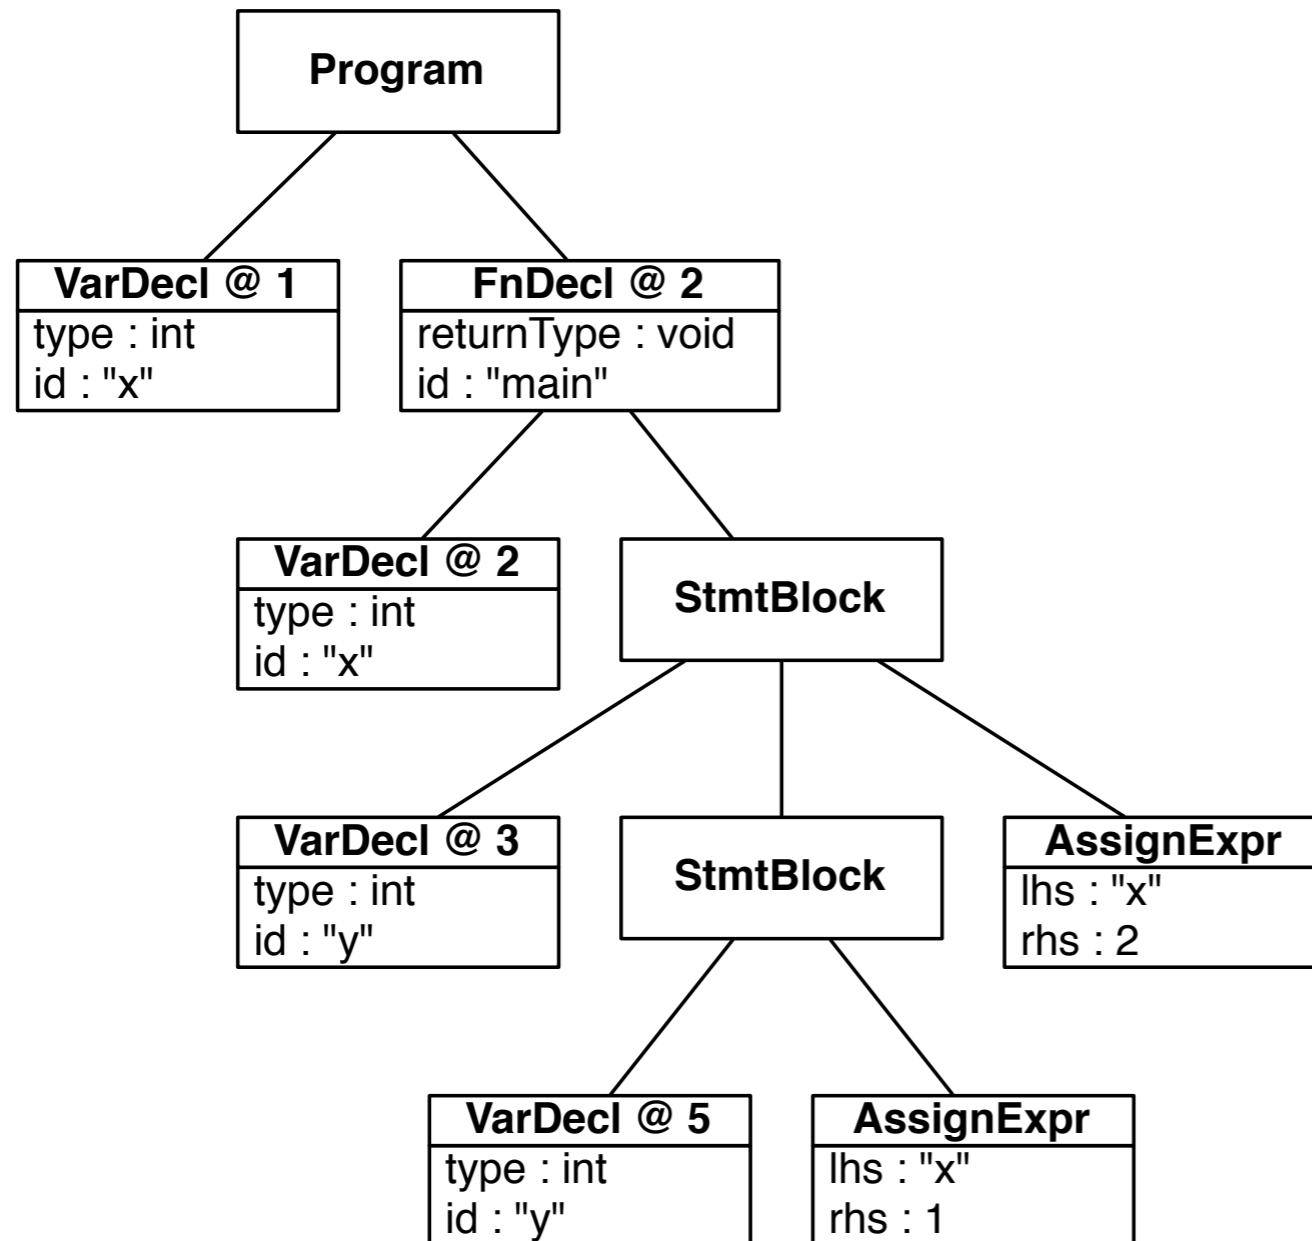 Program
VarDecl @ 1
type : int
id : "x"
FnDecl @ 2
returnType : void
id : "main"
VarDecl @ 2
type : int
id : "x"
StmtBlock
VarDecl @ 3
type : int
id : "y"
StmtBlock
AssignExpr
lhs : "x"
rhs : 2
VarDecl @ 5
type : int
id : "y"
AssignExpr
lhs : "x"
rhs : 1